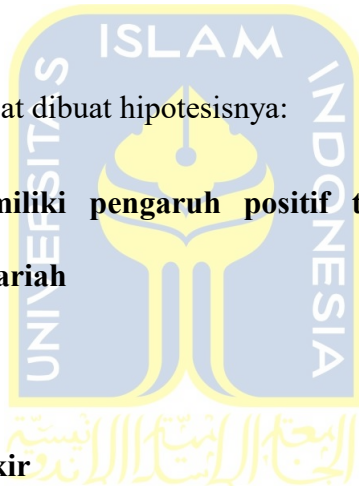 ISLAM
UNIVERSITAS
INDONESIA
at dibuat hipotesisnya:
miliki pengaruh positif t
ariah
kir